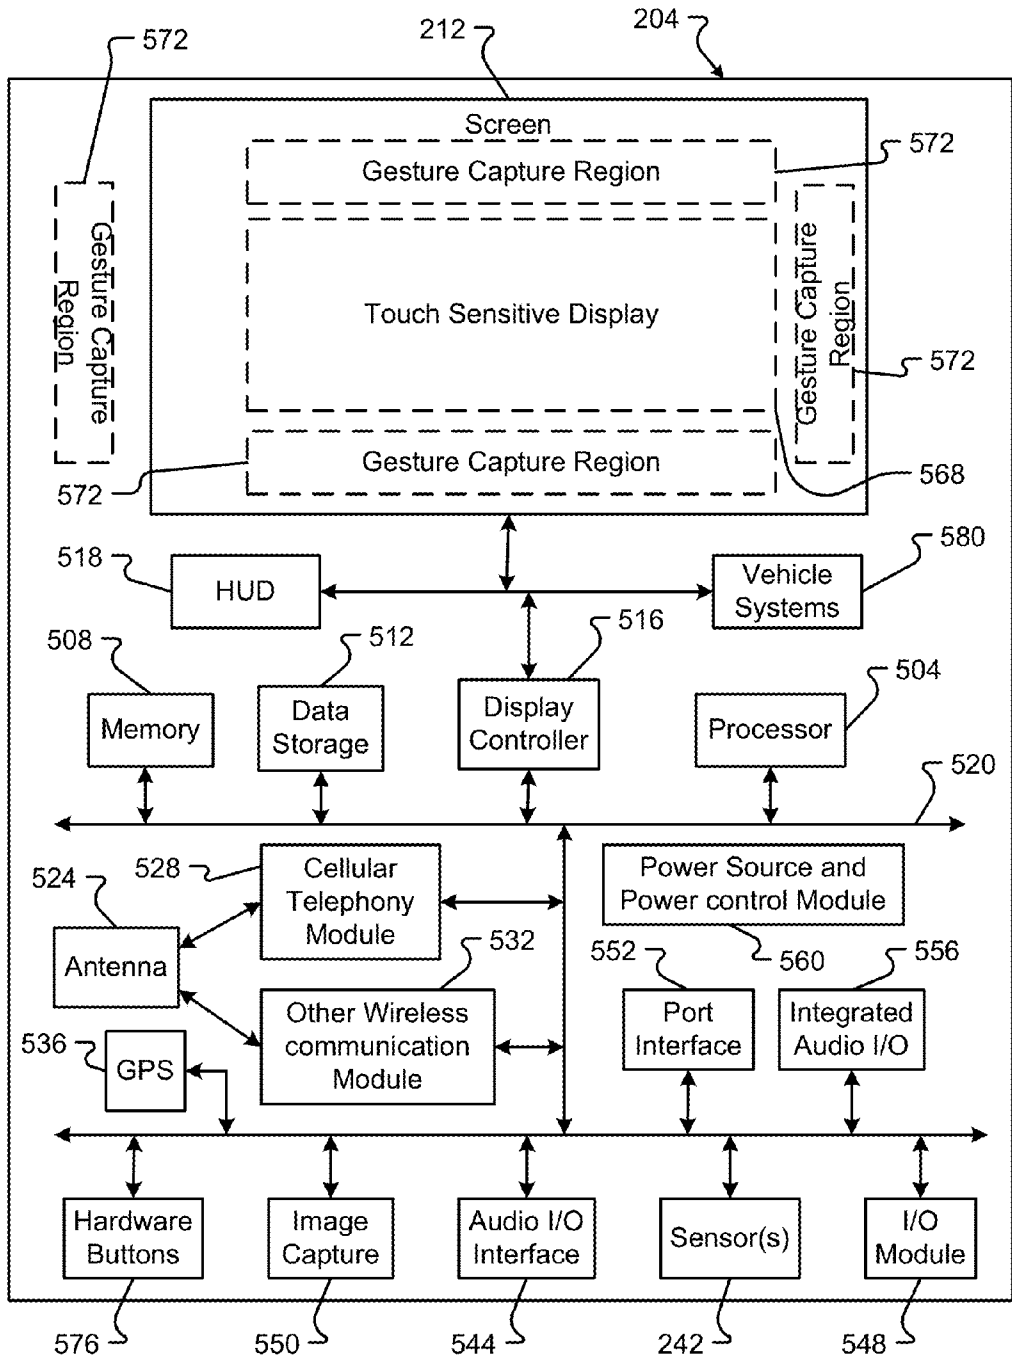 572
212
204
Screen
Gesture Capture Region
572
Gesture Capture
Region
Touch Sensitive Display
Gesture Capture
Region
572
Gesture Capture Region
572
568
518
HUD
Vehicle
Systems
580
508
512
516
504
Memory
Data
Storage
Display
Controller
Processor
520
528
Cellular
Telephony
Module
Power Source and
Power control Module
524
Antenna
532
552
560
556
Other Wireless
communication
Module
Port
Interface
Integrated
Audio I/O
536
GPS
Hardware
Buttons
Image
Capture
Audio I/O
Interface
Sensor(s)
I/O
Module
576
550
544
242
548